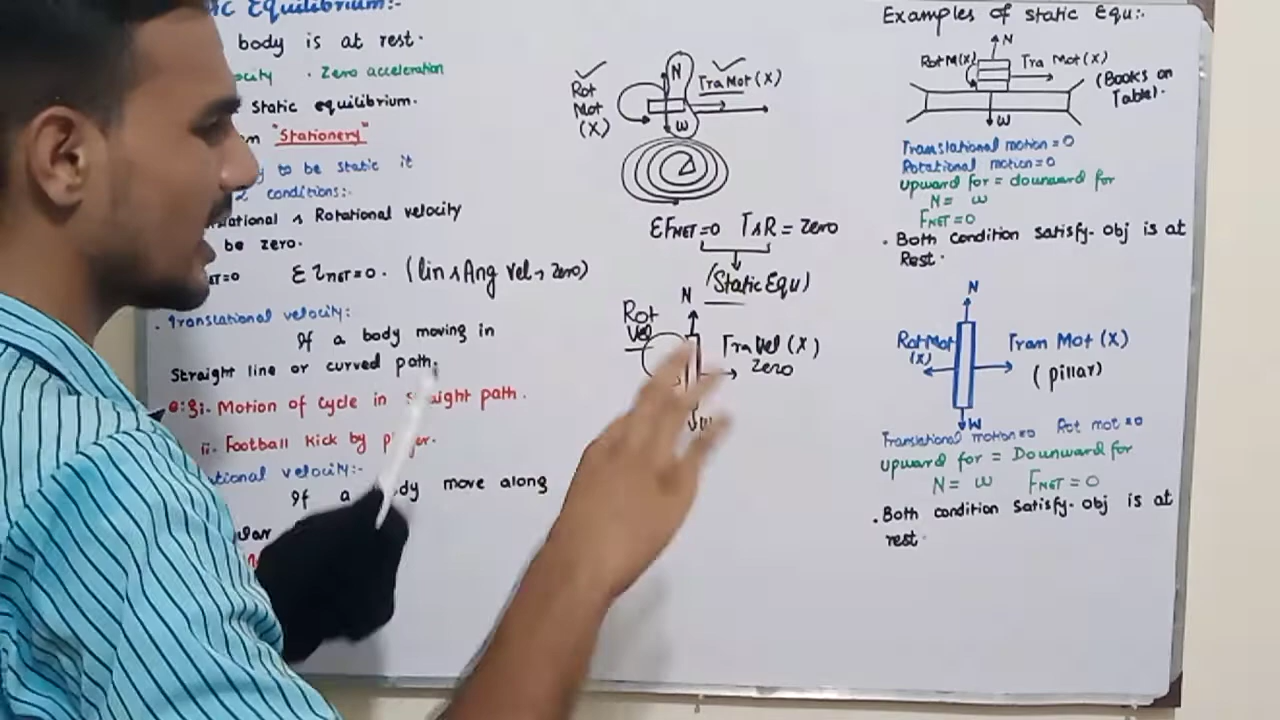 Equilibrium:-
body is at rest.
. Zero acceleration
static equilibrium.
"Stationery"
to be static it
conditions:-
Rotational velocity
be zero.
=0 ΣτNET=0. (lin & Ang vel → Zero)
. Translational velocity:
If a body moving in
straight line or curved path.
e:gi. Motion of cycle in straight path.
ii. Football kick by
velocity:-
If a body move along
Rot
Mot
(X)
N
Tra Mot (X)
W
ΣFNET=0 T & R = Zero
(Static Equ)
N
Rot
Vel
Tra Vel (X)
Zero
Examples of static Equ:.
N
Rot M(X)
Tra Mot(X)
(Books on
Table).
W
Translational motion = 0
Rotational motion = 0
upward for = dounward for
N = W
FNET = 0
. Both condition satisfy- obj is at
Rest.
N
Rot Mot
(X)
Tram Mot (X)
( pillar)
W
Translational motion=0 Rot mot = 0
upward for = Dounward for
N = W FNET = 0
. Both condition satisfy- obj is at
rest.